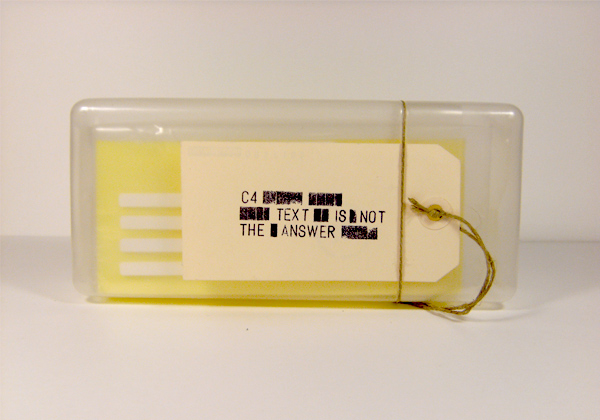 C4
TEXT IS NOT
THE ANSWER